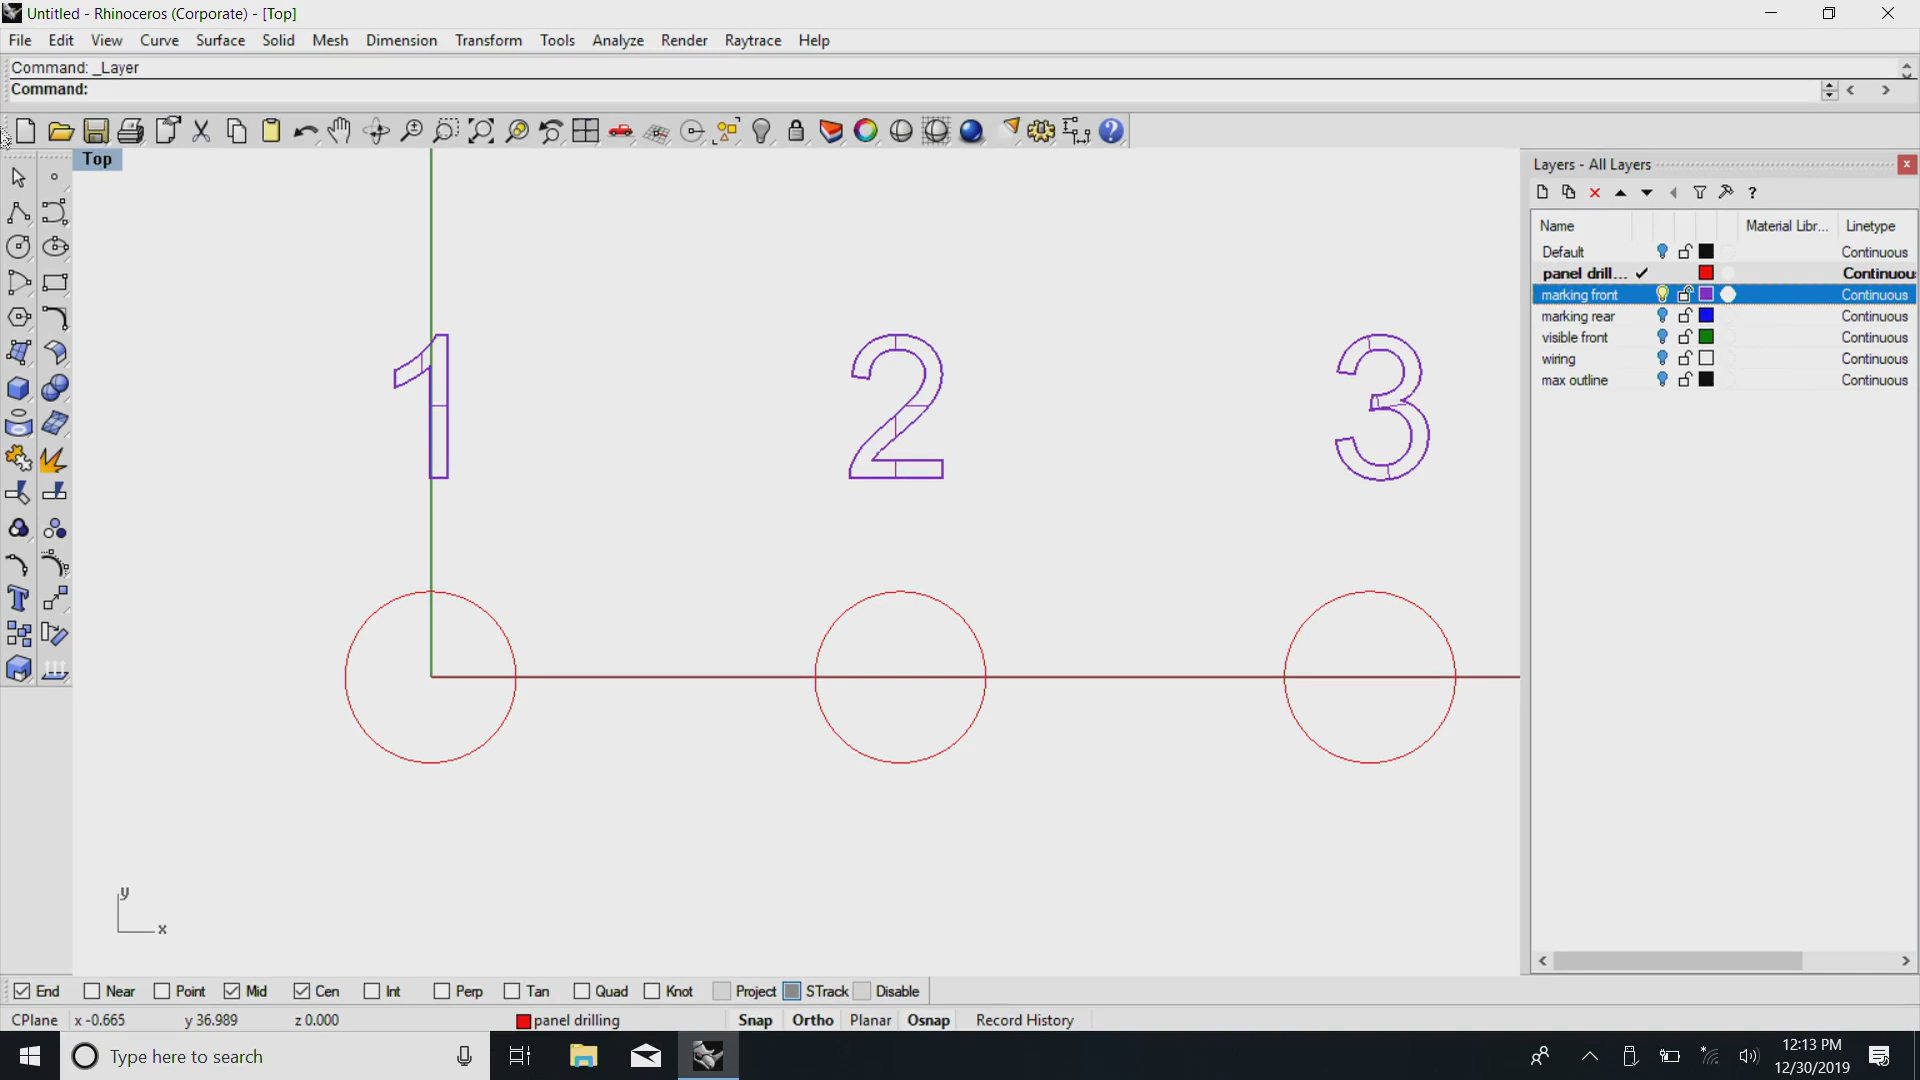 Untitled - Rhinoceros (Corporate) - [Top]
File Edit View Curve Surface Solid Mesh Dimension Transform Tools Analyze Render Raytrace Help
Command: _Layer
Command:
Top
Layers - All Layers
Name Material Libr... Linetype
Default Continuous
panel drill... Continuou
marking front Continuous
marking rear Continuous
visible front Continuous
wiring Continuous
max outline Continuous
1 2 3
y
x
End Near Point Mid Cen Int Perp Tan Quad Knot Project STrack Disable
CPlane x -0.665 y 36.989 z 0.000 panel drilling Snap Ortho Planar Osnap Record History
Type here to search
12:13 PM
12/30/2019